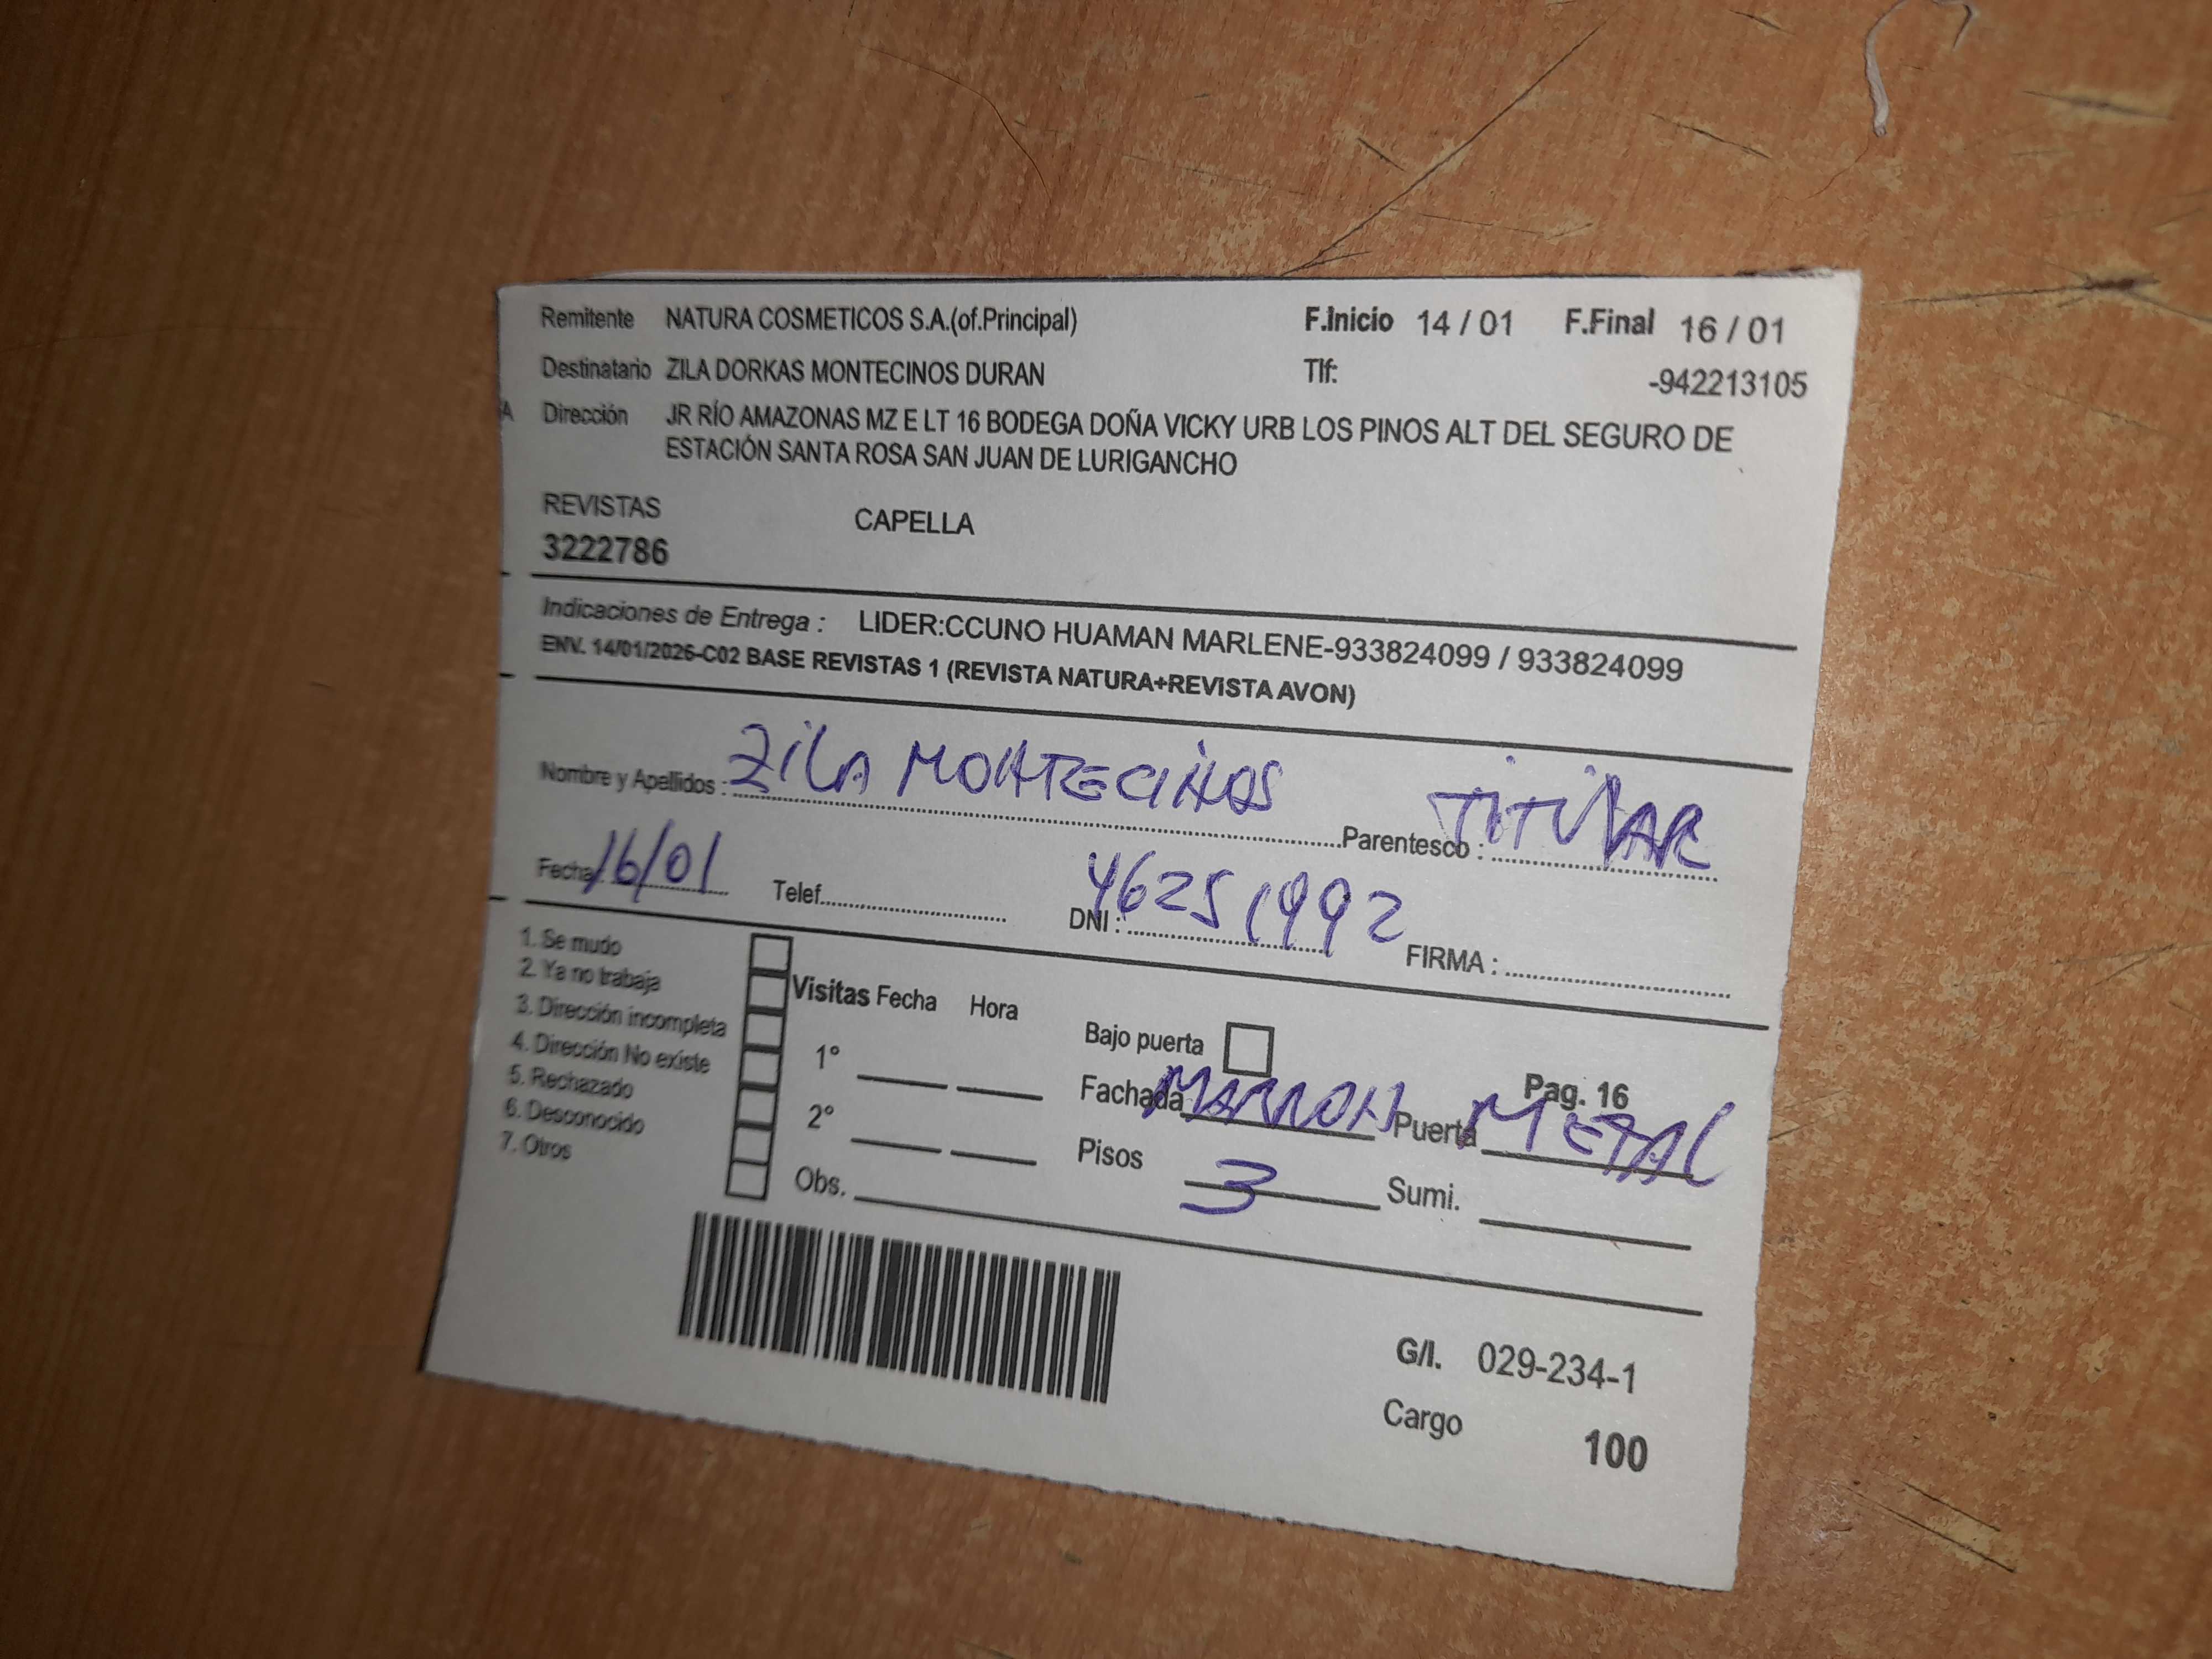 Remitente NATURA COSMETICOS S.A.(of.Principal) F.Inicio 14 / 01 F.Final 16 / 01
Destinatario ZILA DORKAS MONTECINOS DURAN Tlf: -942213105
A Dirección JR RÍO AMAZONAS MZ E LT 16 BODEGA DOÑA VICKY URB LOS PINOS ALT DEL SEGURO DE
ESTACIÓN SANTA ROSA SAN JUAN DE LURIGANCHO
REVISTAS CAPELLA
3222786
Indicaciones de Entrega : LIDER:CCUNO HUAMAN MARLENE-933824099 / 933824099
ENV. 14/01/2026-C02 BASE REVISTAS 1 (REVISTA NATURA+REVISTA AVON)
Nombre y Apellidos : ZILA MONTECINOS Parentesco : TITULAR
Fecha: 16/01 Telef. DNI : 46251992 FIRMA :
1. Se mudo
2. Ya no trabaja
3. Dirección incompleta
4. Dirección No existe
5. Rechazado
6. Desconocido
7. Otros
Visitas Fecha Hora
1°
2°
Obs.
Bajo puerta Pag. 16
Fachada MARRON Puerta METAL
Pisos 3 Sumi.
G/I. 029-234-1
Cargo 100